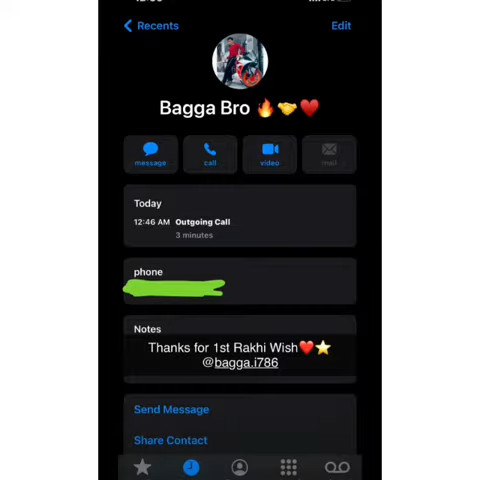 Recents
Edit
Bagga Bro 🔥🤝❤️
message
call
video
mail
Today
12:46 AM Outgoing Call
3 minutes
phone
Notes
Thanks for 1st Rakhi Wish❤️⭐
@bagga.i786
Send Message
Share Contact